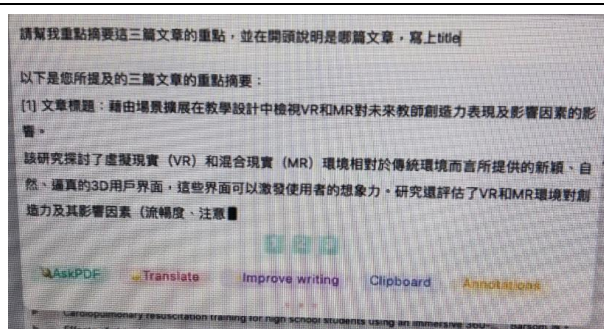 請幫我重點摘要這三篇文章的重點，並在開頭說明是哪篇文章，寫上title
以下是您所提及的三篇文章的重點摘要：
[1] 文章標題：藉由場景擴展在教學設計中檢視VR和MR對未來教師創造力表現及影響因素的影
響。
該研究探討了虛擬現實（VR）和混合現實（MR）環境相對於傳統環境而言所提供的新穎、自
然、逼真的3D用戶界面，這些界面可以激發使用者的想象力。研究還評估了VR和MR環境對創
造力及其影響因素（流暢度、注意
AskPDF Translate Improve writing Clipboard Annotations
Cardiopulmonary resuscitation training for high school students using an immersive 360-